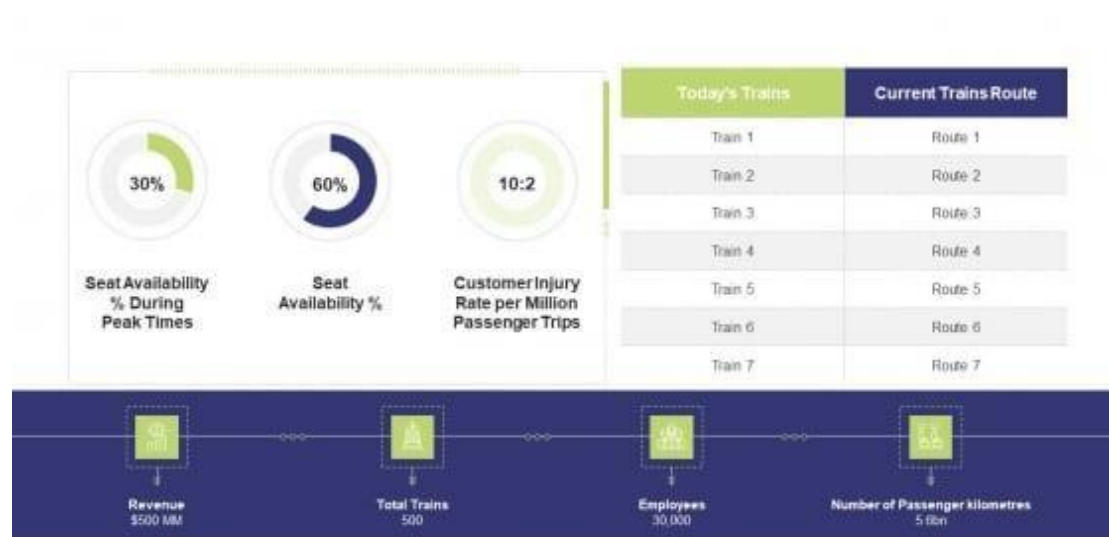 30%
60%
10:2
Seat Availability
% During
Peak Times
Seat
Availability %
Customer Injury
Rate per Million
Passenger Trips
Today's Trains Current Trains Route
Train 1 Route 1
Train 2 Route 2
Train 3 Route 3
Train 4 Route 4
Train 5 Route 5
Train 6 Route 6
Train 7 Route 7
Revenue
$500 MM
Total Trains
500
Employees
30,000
Number of Passenger kilometres
5.6bn